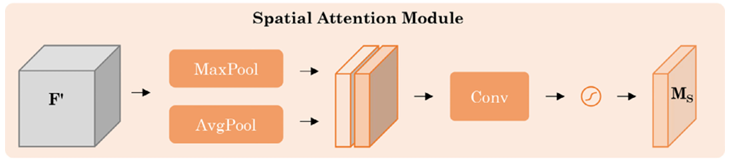 Spatial Attention Module
F'
MaxPool
AvgPool
Conv
Ms